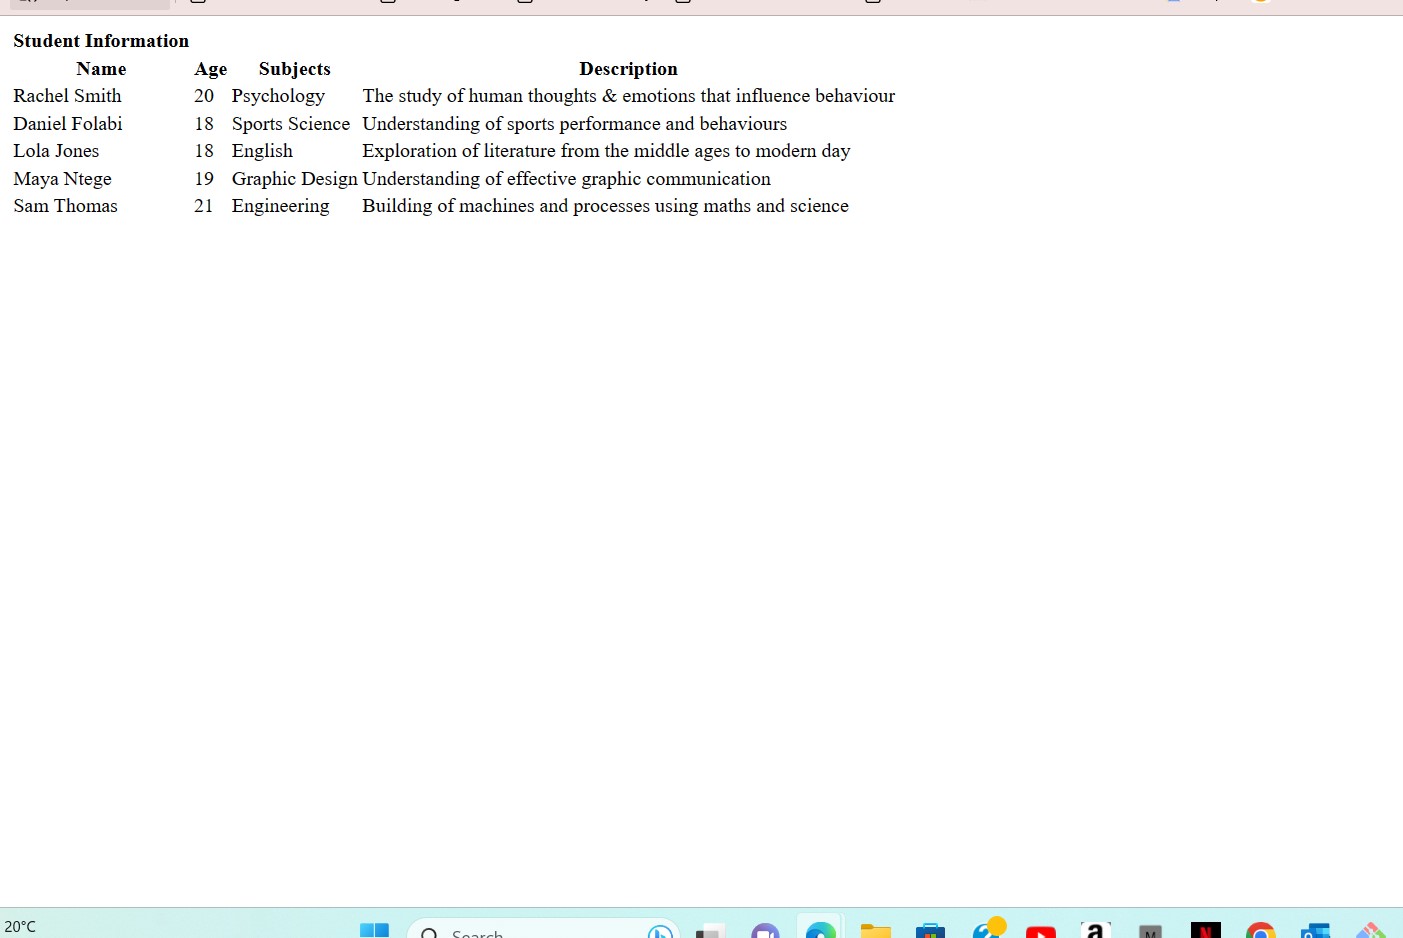 Student Information
Name Age Subjects Description
Rachel Smith 20 Psychology The study of human thoughts & emotions that influence behaviour
Daniel Folabi 18 Sports Science Understanding of sports performance and behaviours
Lola Jones 18 English Exploration of literature from the middle ages to modern day
Maya Ntege 19 Graphic Design Understanding of effective graphic communication
Sam Thomas 21 Engineering Building of machines and processes using maths and science
20°C
Search